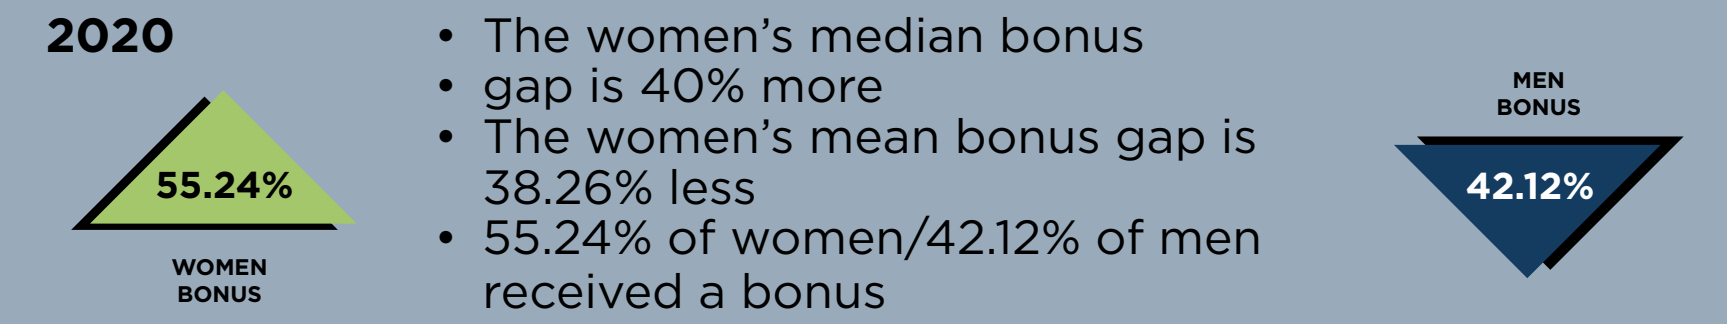 2020
55.24%
WOMEN
BONUS
• The women's median bonus
• gap is 40% more
• The women's mean bonus gap is
38.26% less
• 55.24% of women/42.12% of men
received a bonus
MEN
BONUS
42.12%